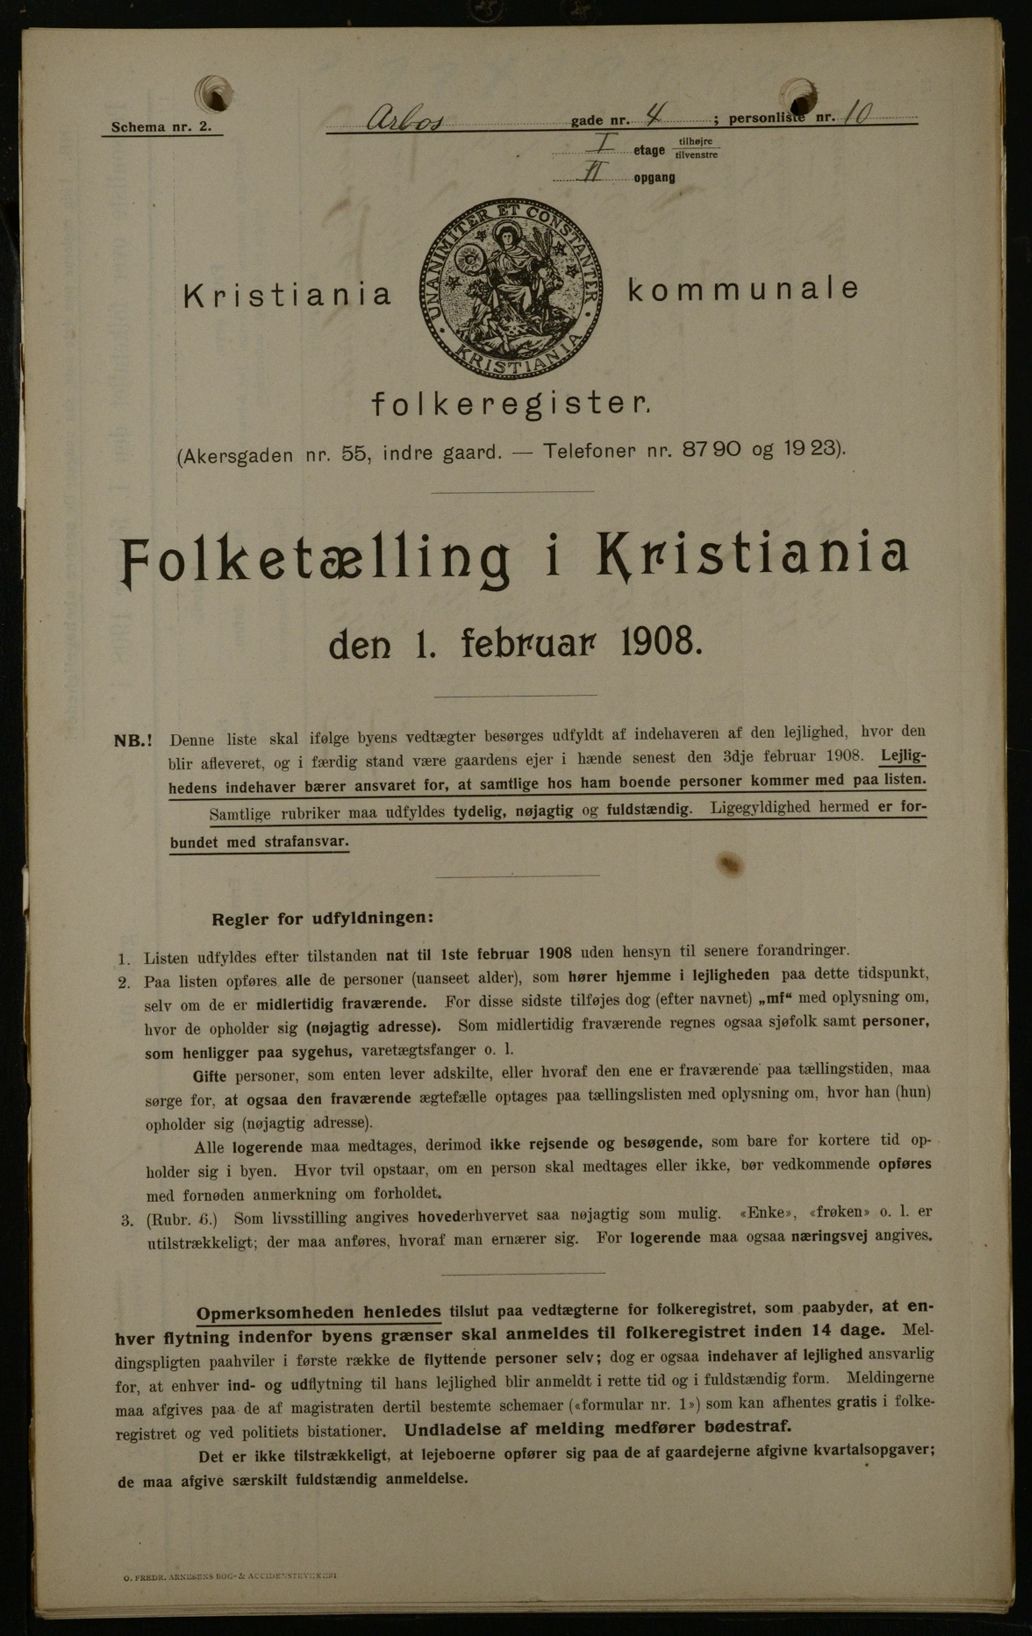 Schema nr. 2.
Arbos gade nr. 4 ; personliste nr. 10
I etage tilhøjre
tilvenstre
II opgang
UNANIMITER ET CONSTANTER
KRISTIANIA
Kristiania kommunale
folkeregister.
(Akersgaden nr. 55, indre gaard. — Telefoner nr. 87 90 og 19 23).
Folketælling i Kristiania
den 1. februar 1908.
NB.! Denne liste skal ifølge byens vedtægter besørges udfyldt af indehaveren af den lejlighed, hvor den
blir afleveret, og i færdig stand være gaardens ejer i hænde senest den 3dje februar 1908. Lejlig-
hedens indehaver bærer ansvaret for, at samtlige hos ham boende personer kommer med paa listen.
Samtlige rubriker maa udfyldes tydelig, nøjagtig og fuldstændig. Ligegyldighed hermed er for-
bundet med strafansvar.
Regler for udfyldningen:
1. Listen udfyldes efter tilstanden nat til 1ste februar 1908 uden hensyn til senere forandringer.
2. Paa listen opføres alle de personer (uanseet alder), som hører hjemme i lejligheden paa dette tidspunkt,
selv om de er midlertidig fraværende. For disse sidste tilføjes dog (efter navnet) „mf“ med oplysning om,
hvor de opholder sig (nøjagtig adresse). Som midlertidig fraværende regnes ogsaa sjøfolk samt personer,
som henligger paa sygehus, varetægtsfanger o. l.
Gifte personer, som enten lever adskilte, eller hvoraf den ene er fraværende paa tællingstiden, maa
sørge for, at ogsaa den fraværende ægtefælle optages paa tællingslisten med oplysning om, hvor han (hun)
opholder sig (nøjagtig adresse).
Alle logerende maa medtages, derimod ikke rejsende og besøgende, som bare for kortere tid op-
holder sig i byen. Hvor tvil opstaar, om en person skal medtages eller ikke, bør vedkommende opføres
med fornøden anmerkning om forholdet.
3. (Rubr. 6.) Som livsstilling angives hovederhvervet saa nøjagtig som mulig. «Enke», «frøken» o. l. er
utilstrækkeligt; der maa anføres, hvoraf man ernærer sig. For logerende maa ogsaa næringsvej angives.
Opmerksomheden henledes tilslut paa vedtægterne for folkeregistret, som paabyder, at en-
hver flytning indenfor byens grænser skal anmeldes til folkeregistret inden 14 dage. Mel-
dingspligten paahviler i første række de flyttende personer selv; dog er ogsaa indehaver af lejlighed ansvarlig
for, at enhver ind- og udflytning til hans lejlighed blir anmeldt i rette tid og i fuldstændig form. Meldingerne
maa afgives paa de af magistraten dertil bestemte schemaer («formular nr. 1») som kan afhentes gratis i folke-
registret og ved politiets bistationer. Undladelse af melding medfører bødestraf.
Det er ikke tilstrækkeligt, at lejeboerne opfører sig paa de af gaardejerne afgivne kvartalsopgaver;
de maa afgive særskilt fuldstændig anmeldelse.
O. FREDR. ARNESENS BOG- & ACCIDENSTRYKKERI